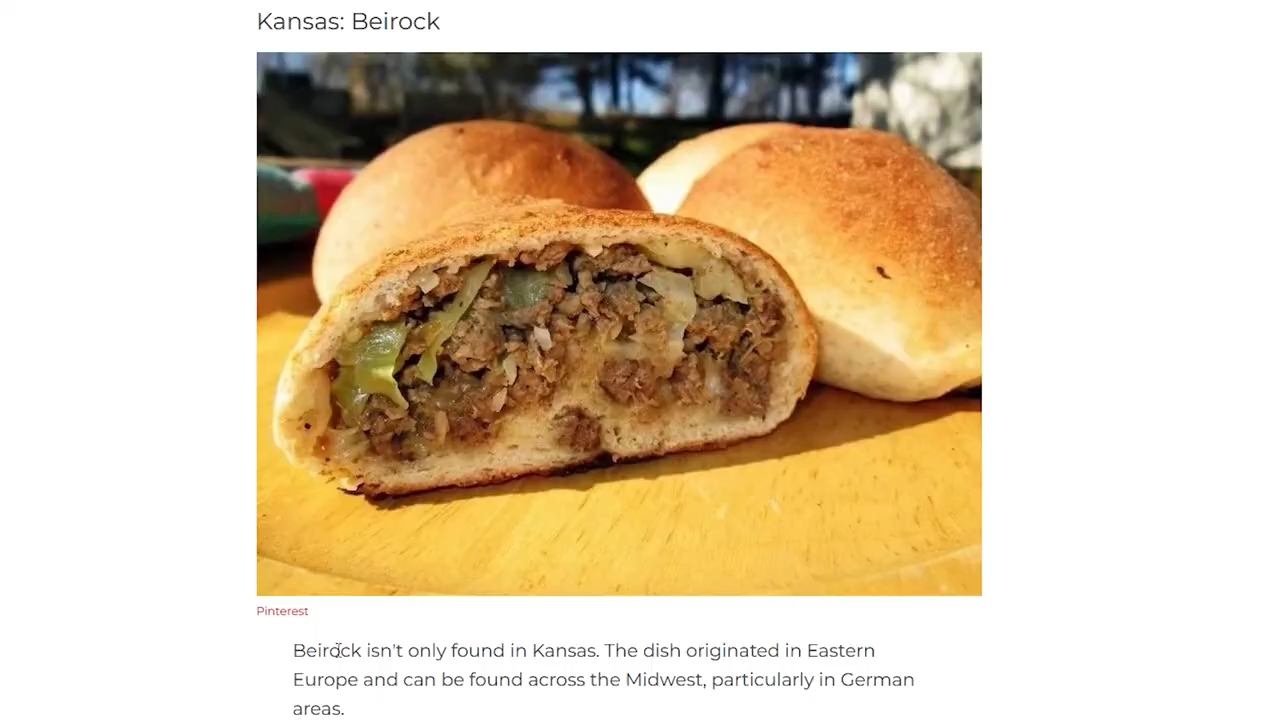 Kansas: Beirock
Pinterest
Beirock isn't only found in Kansas. The dish originated in Eastern
Europe and can be found across the Midwest, particularly in German
areas.